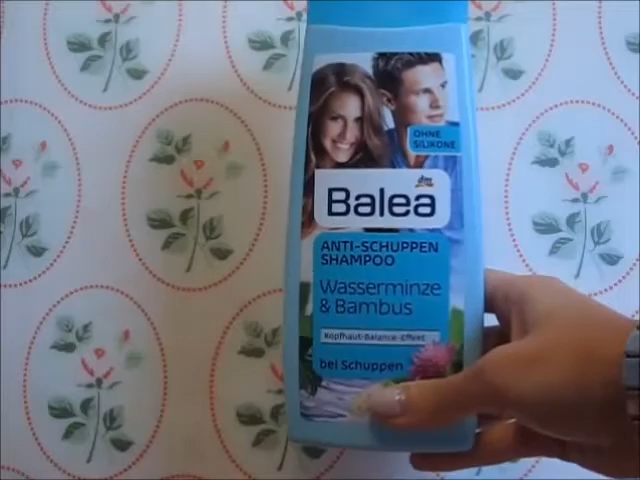 OHNE
SILIKONE
dm
Balea
ANTI-SCHUPPEN
SHAMPOO
Wasserminze
& Bambus
Kopfhaut-Balance-Effekt
bei Schuppen